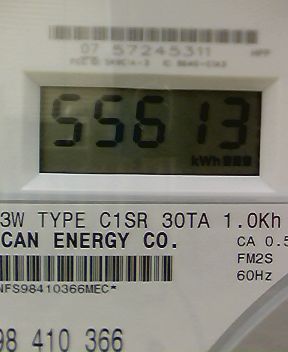 07 57245311
55613
kWh
3W TYPE C1SR 30TA 1.0Kh
CAN ENERGY CO.
CA 0.5
FM2S
60Hz
NFS98410366MEC*
98 410 366